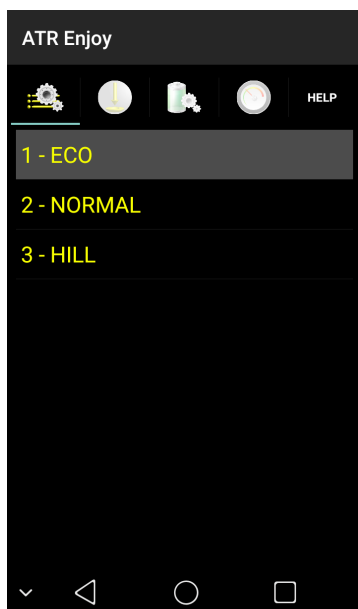 ATR Enjoy
HELP
1 - ECO
2 - NORMAL
3 - HILL